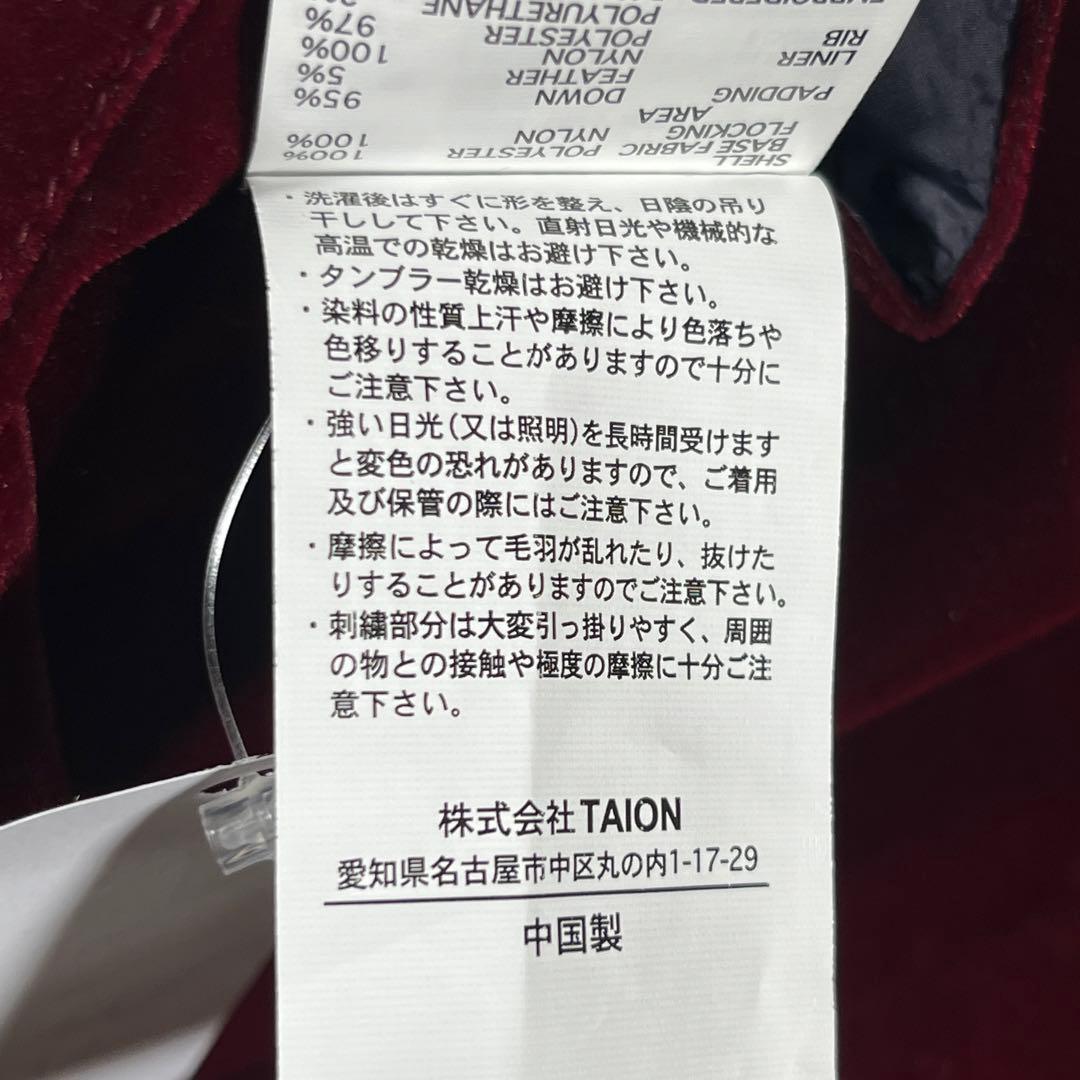 SHELL
BASE FABRIC POLYESTER 100%
FLOCKING NYLON 100%
AREA
PADDING DOWN 95%
FEATHER 5%
LINER NYLON 100%
RIB POLYESTER 97%
POLYURETHANE
・洗濯後はすぐに形を整え、日陰の吊り
干しして下さい。直射日光や機械的な
高温での乾燥はお避け下さい。
・タンブラー乾燥はお避け下さい。
・染料の性質上汗や摩擦により色落ちや
色移りすることがありますので十分に
ご注意下さい。
・強い日光(又は照明)を長時間受けます
と変色の恐れがありますので、ご着用
及び保管の際にはご注意下さい。
・摩擦によって毛羽が乱れたり、抜けた
りすることがありますのでご注意下さい。
・刺繍部分は大変引っ掛りやすく、周囲
の物との接触や極度の摩擦に十分ご注
意下さい。
株式会社TAION
愛知県名古屋市中区丸の内1-17-29
中国製